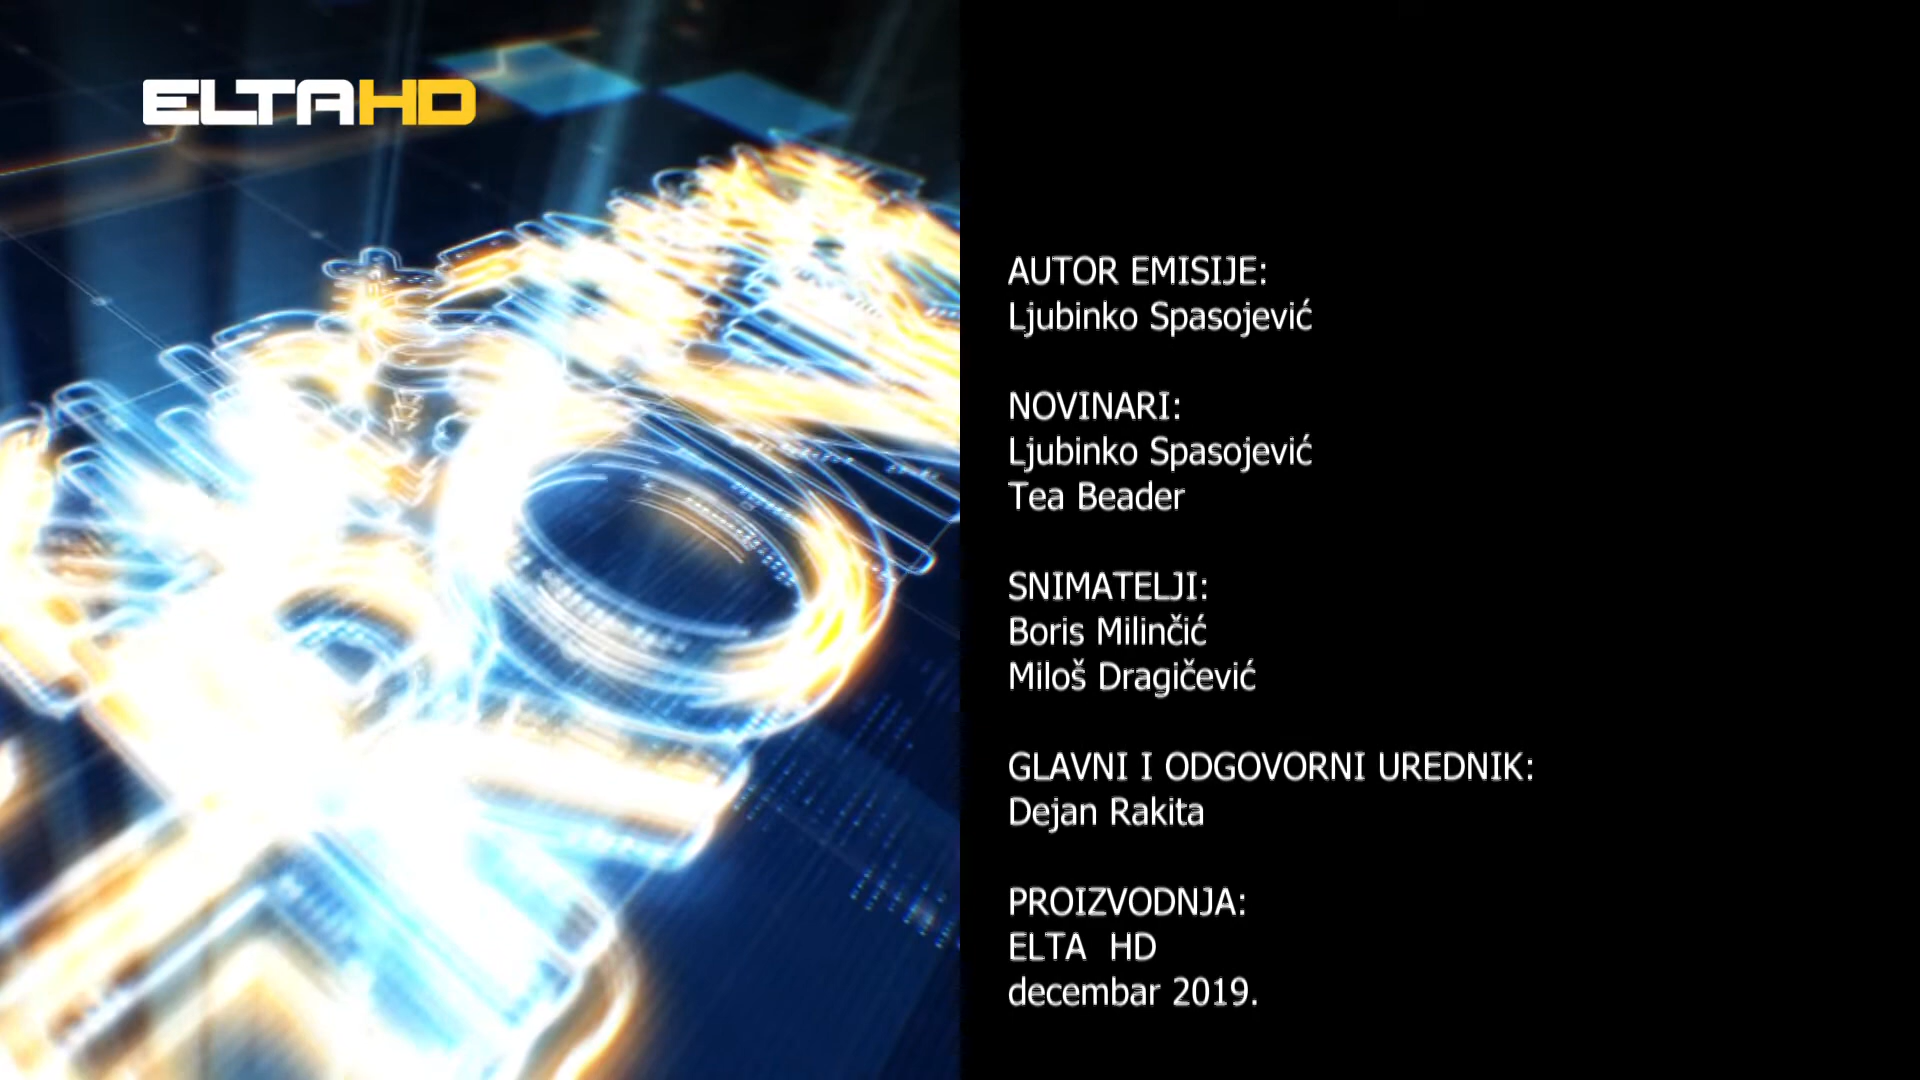 ELTAHD
AUTOR EMISIJE:
Ljubinko Spasojević
NOVINARI:
Ljubinko Spasojević
Tea Beader
SNIMATELJI:
Boris Milinčić
Miloš Dragičević
GLAVNI I ODGOVORNI UREDNIK:
Dejan Rakita
PROIZVODNJA:
ELTA  HD
decembar 2019.